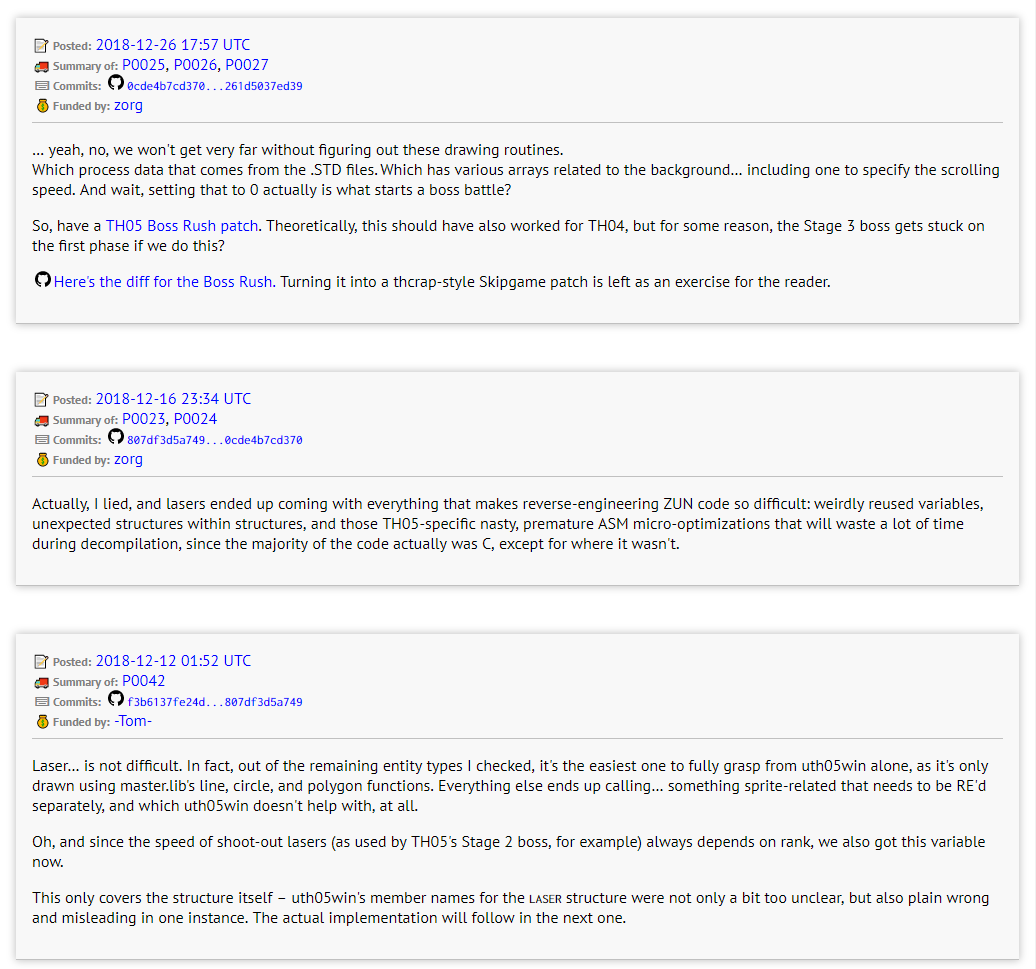 Posted: 2018-12-26 17:57 UTC
Summary of: P0025, P0026, P0027
Commits: 0cde4b7cd370...261d5037ed39
Funded by: zorg
... yeah, no, we won't get very far without figuring out these drawing routines.
Which process data that comes from the .STD files. Which has various arrays related to the background... including one to specify the scrolling
speed. And wait, setting that to 0 actually is what starts a boss battle?
So, have a TH05 Boss Rush patch. Theoretically, this should have also worked for TH04, but for some reason, the Stage 3 boss gets stuck on
the first phase if we do this?
Here's the diff for the Boss Rush. Turning it into a thcrap-style Skipgame patch is left as an exercise for the reader.
Posted: 2018-12-16 23:34 UTC
Summary of: P0023, P0024
Commits: 807df3d5a749...0cde4b7cd370
Funded by: zorg
Actually, I lied, and lasers ended up coming with everything that makes reverse-engineering ZUN code so difficult: weirdly reused variables,
unexpected structures within structures, and those TH05-specific nasty, premature ASM micro-optimizations that will waste a lot of time
during decompilation, since the majority of the code actually was C, except for where it wasn't.
Posted: 2018-12-12 01:52 UTC
Summary of: P0042
Commits: f3b6137fe24d...807df3d5a749
Funded by: -Tom-
Laser... is not difficult. In fact, out of the remaining entity types I checked, it's the easiest one to fully grasp from uth05win alone, as it's only
drawn using master.lib's line, circle, and polygon functions. Everything else ends up calling... something sprite-related that needs to be RE'd
separately, and which uth05win doesn't help with, at all.
Oh, and since the speed of shoot-out lasers (as used by TH05's Stage 2 boss, for example) always depends on rank, we also got this variable
now.
This only covers the structure itself – uth05win's member names for the LASER structure were not only a bit too unclear, but also plain wrong
and misleading in one instance. The actual implementation will follow in the next one.